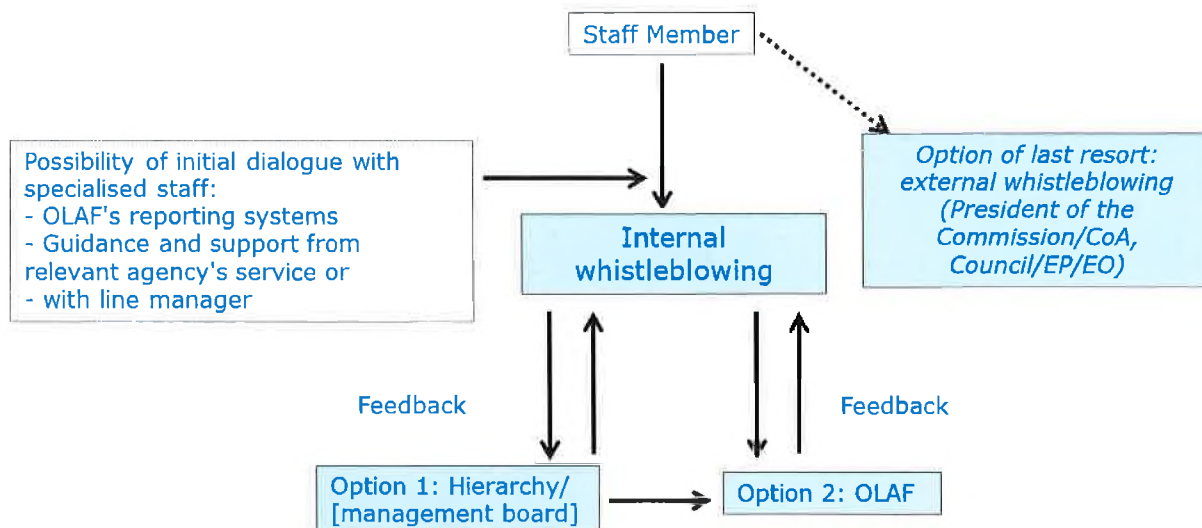 Staff Member
Possibility of initial dialogue with
specialised staff:
- OLAF's reporting systems
- Guidance and support from
relevant agency's service or
- with line manager
Option of last resort:
external whistleblowing
(President of the
Commission/CoA,
Council/EP/EO)
Internal
whistleblowing
Feedback
Feedback
Option 1: Hierarchy/
[management board]
Option 2: OLAF